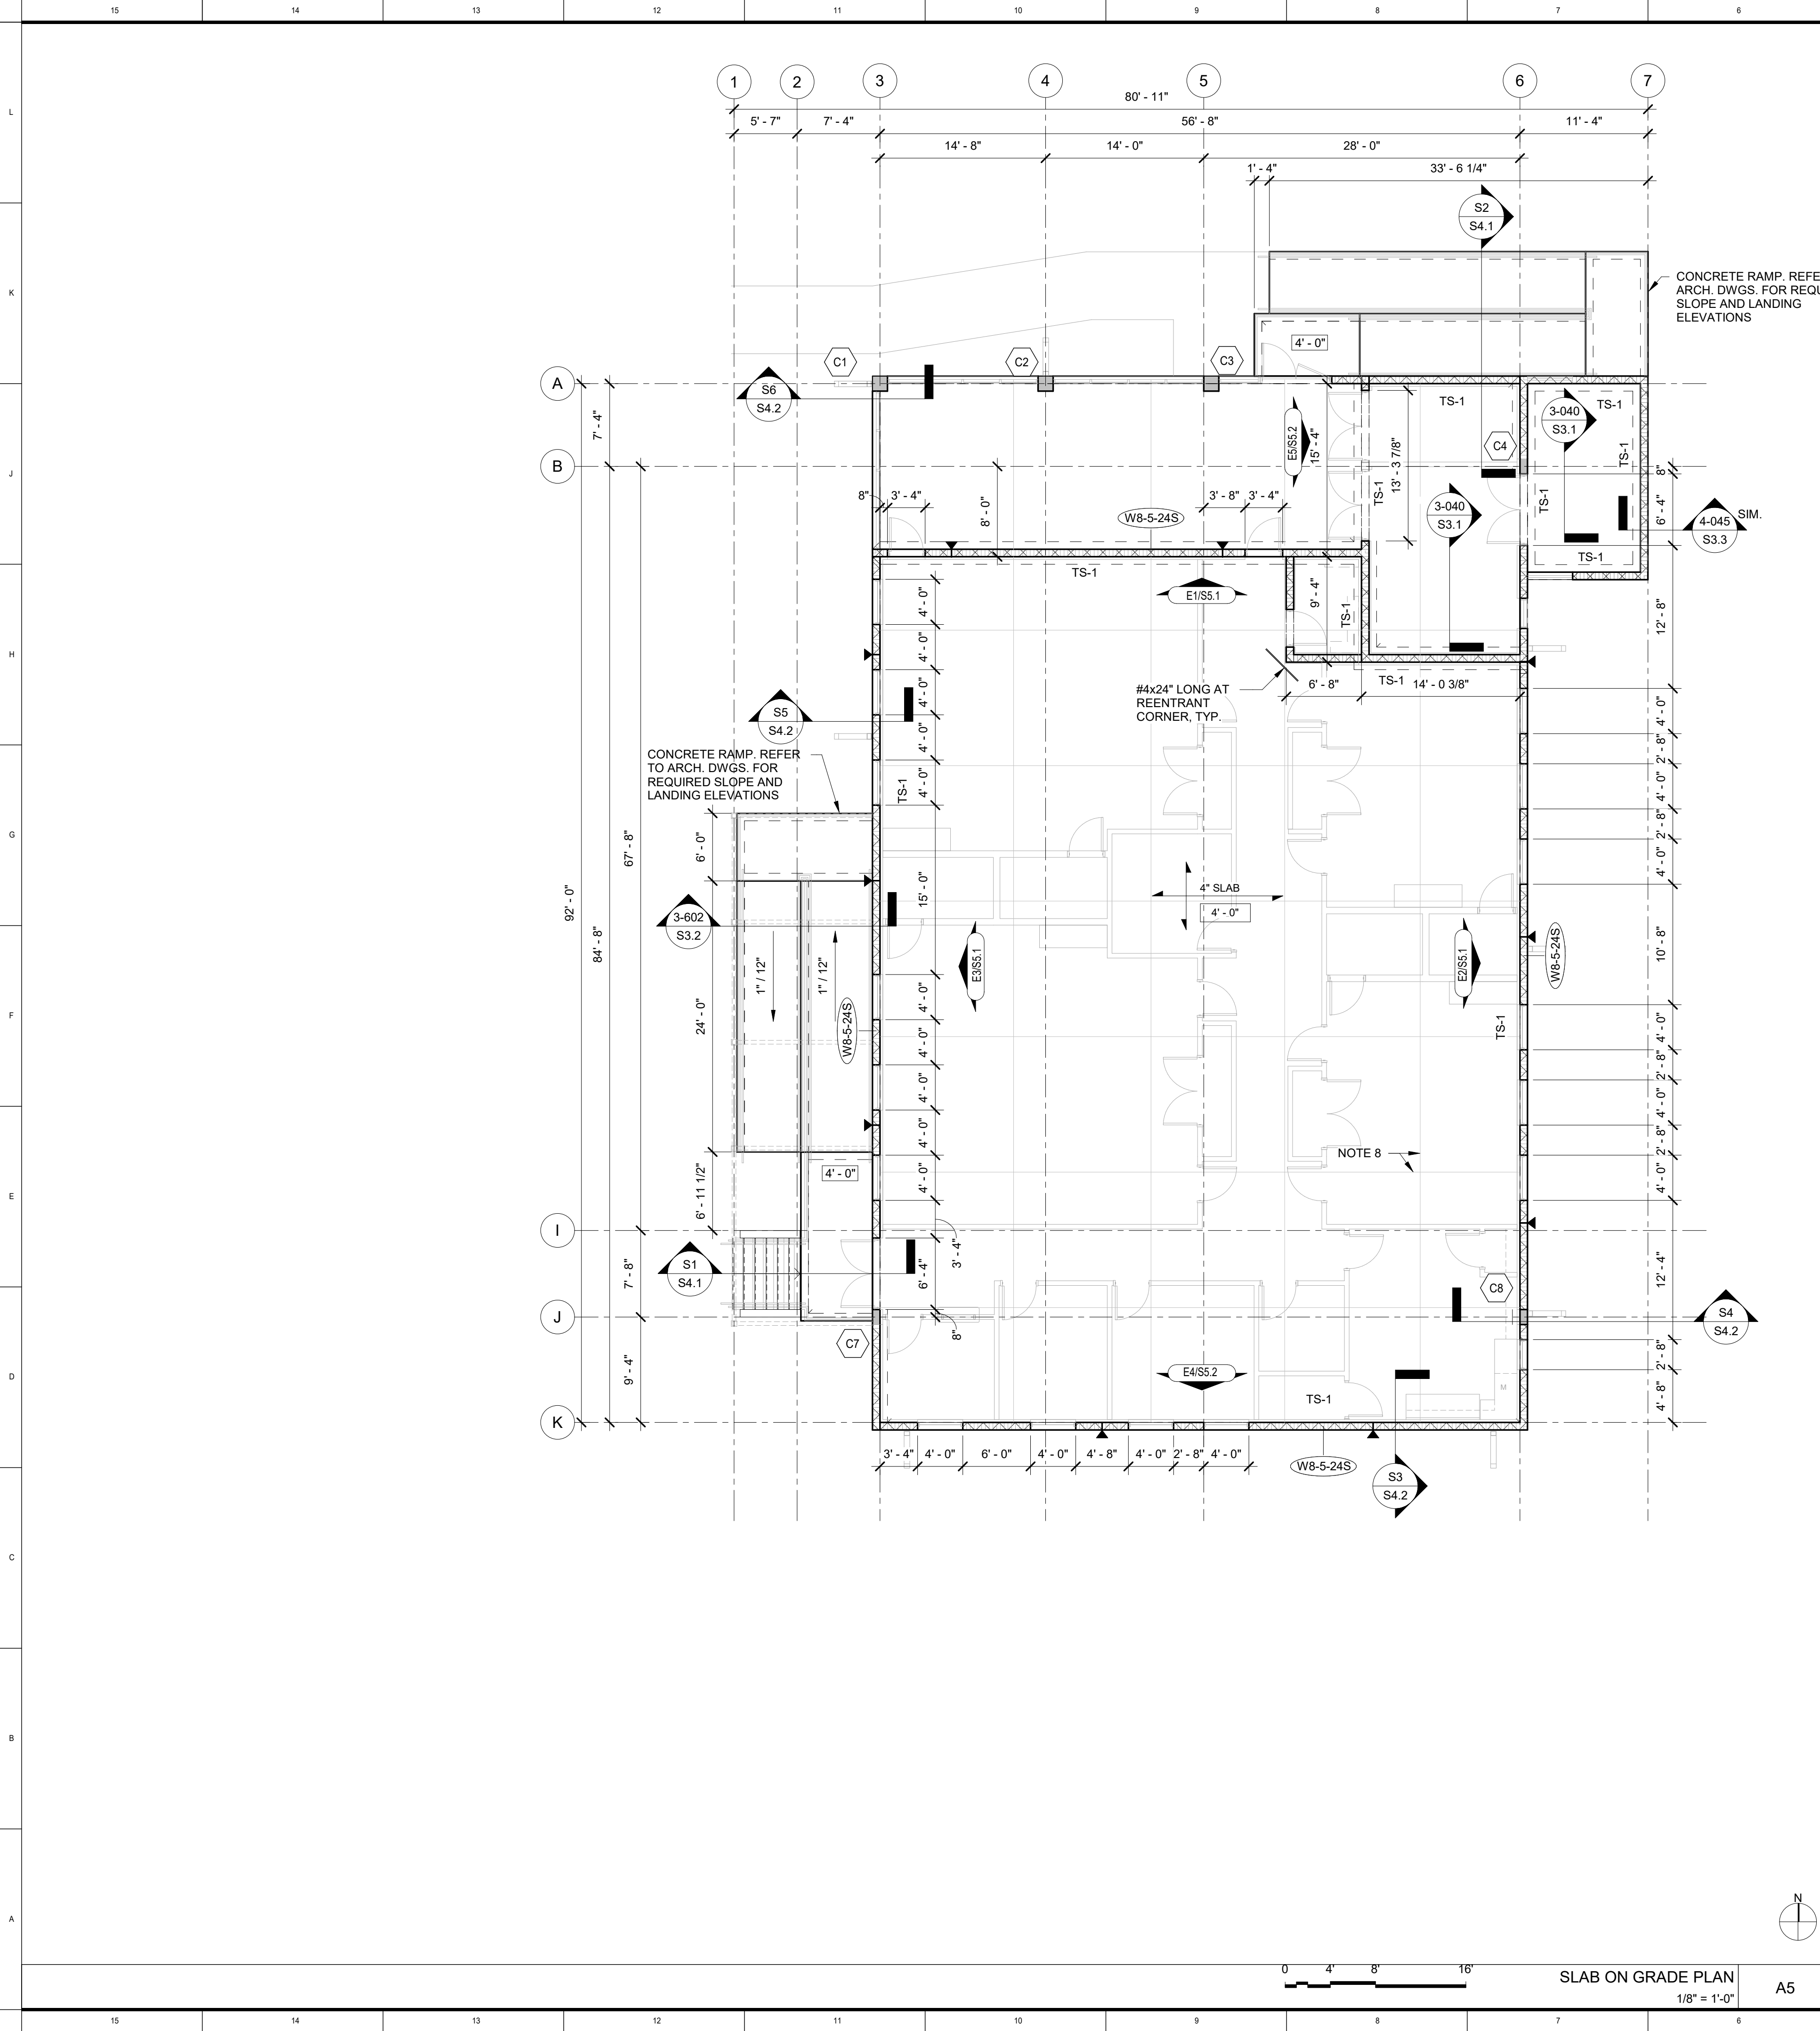 15 14 13 12 11 10 9 8 7 6
1 2 3 4 5 6 7
80' - 11"
5' - 7" 7' - 4" 56' - 8" 11' - 4"
14' - 8" 14' - 0" 28' - 0"
1' - 4" 33' - 6 1/4"
L
S2
S4.1
K
CONCRETE RAMP. REFE
ARCH. DWGS. FOR REQU
SLOPE AND LANDING
ELEVATIONS
4' - 0"
C1 C2 C3
A
S6
S4.2
7' - 4"
TS-1
3-040
S3.1
TS-1
E5/S5.2
15' - 4"
13' - 3 7/8"
C4
TS-1
B
J
8"
6' - 4"
8" 3' - 4"
8' - 0"
W8-5-24S
3' - 8" 3' - 4"
TS-1
3-040
S3.1
TS-1
4-045
S3.3
SIM.
TS-1
TS-1
E1/S5.1
9' - 4"
TS-1
12' - 8"
H
4' - 0"
4' - 0"
4' - 0"
4' - 0"
4' - 0"
#4x24" LONG AT
REENTRANT
CORNER, TYP.
6' - 8"
TS-1
14' - 0 3/8"
S5
S4.2
4' - 0"
2' - 8"
4' - 0"
2' - 8"
4' - 0"
CONCRETE RAMP. REFER
TO ARCH. DWGS. FOR
REQUIRED SLOPE AND
LANDING ELEVATIONS
TS-1
G
6' - 0"
67' - 8"
84' - 8"
92' - 0"
15' - 0"
4" SLAB
4' - 0"
3-602
S3.2
E3/S5.1
E2/S5.1
W8-5-24S
10' - 8"
1" / 12"
1" / 12"
F
24' - 0"
W8-5-24S
4' - 0"
4' - 0"
4' - 0"
4' - 0"
4' - 0"
TS-1
4' - 0"
2' - 8"
4' - 0"
2' - 8"
4' - 0"
NOTE 8
4' - 0"
6' - 11 1/2"
E
I
3' - 4"
S1
S4.1
7' - 8"
6' - 4"
12' - 4"
C8
J
8"
S4
S4.2
C7
9' - 4"
E4/S5.2
D
2' - 8"
4' - 8"
M
TS-1
K
3' - 4" 4' - 0" 6' - 0" 4' - 0" 4' - 8" 4' - 0" 2' - 8" 4' - 0"
W8-5-24S
S3
S4.2
C
B
A
N
0 4' 8' 16'
SLAB ON GRADE PLAN
1/8" = 1'-0"
A5
15 14 13 12 11 10 9 8 7 6